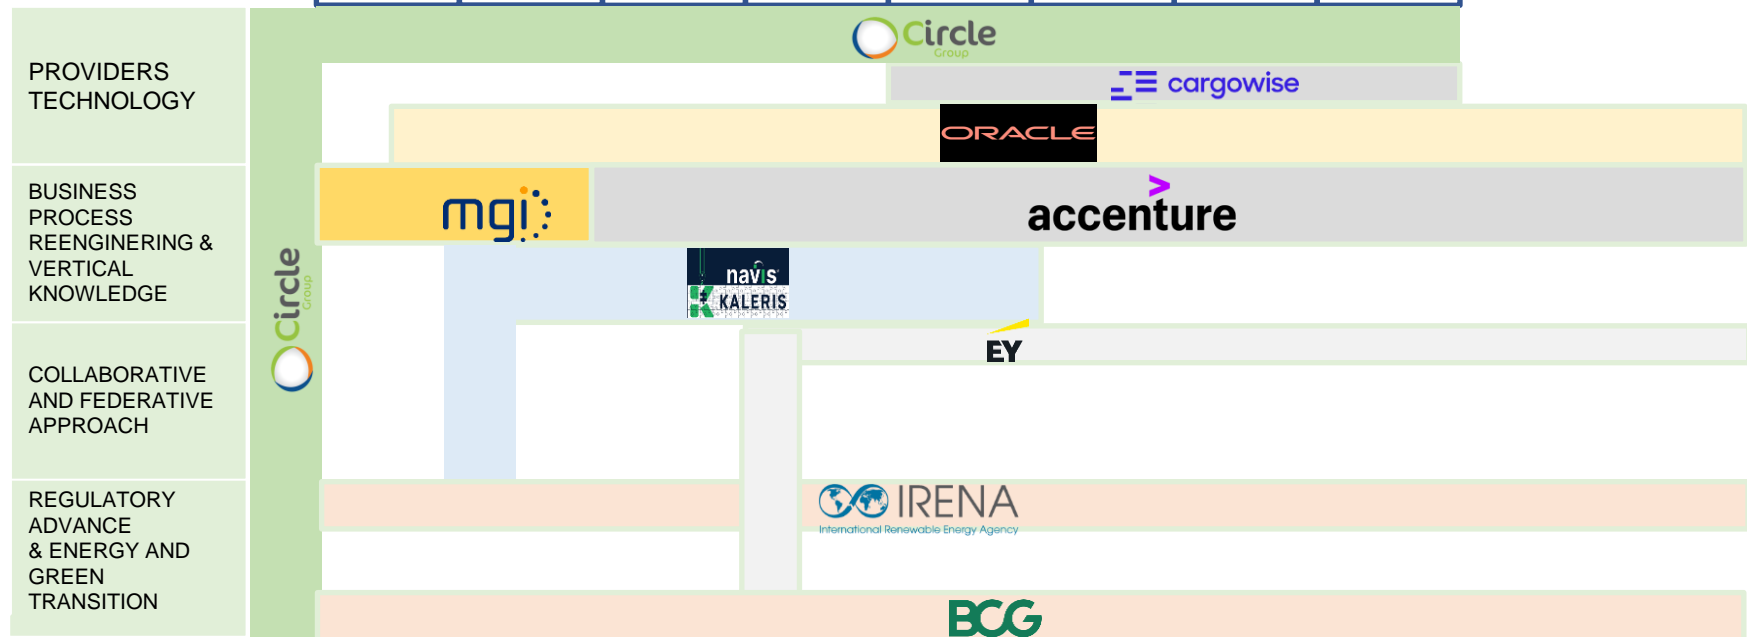 Circle
Group
PROVIDERS
TECHNOLOGY
cargowise
ORACLE
BUSINESS
PROCESS
REENGINERING &
VERTICAL
KNOWLEDGE
mgi
accenture
Circle
Group
navis
KALERIS
EY
COLLABORATIVE
AND FEDERATIVE
APPROACH
REGULATORY
ADVANCE
& ENERGY AND
GREEN
TRANSITION
IRENA
International Renewable Energy Agency
BCG